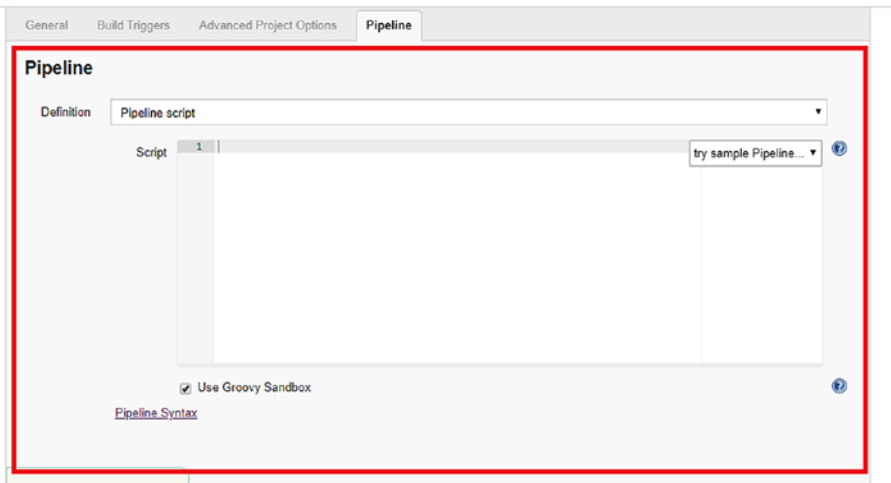 General Build Triggers Advanced Project Options Pipeline
Pipeline
Definition Pipeline script
Script 1 try sample Pipeline...
Use Groovy Sandbox
Pipeline Syntax